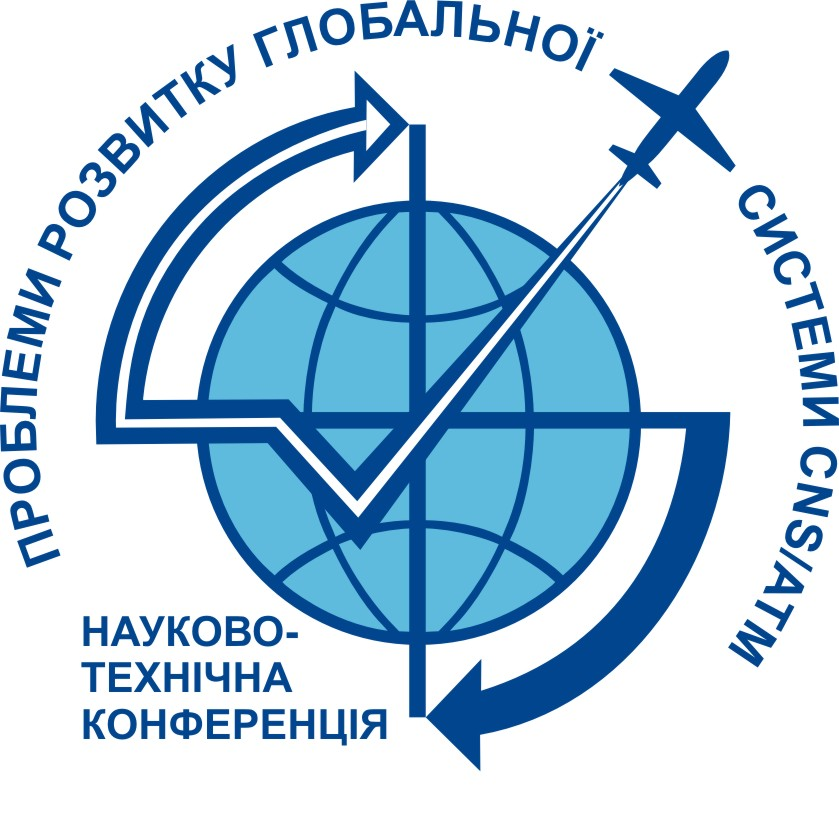 ПРОБЛЕМИ РОЗВИТКУ ГЛОБАЛЬНОЇ СИСТЕМИ CNS/ATM
НАУКОВО-
ТЕХНІЧНА
КОНФЕРЕНЦІЯ